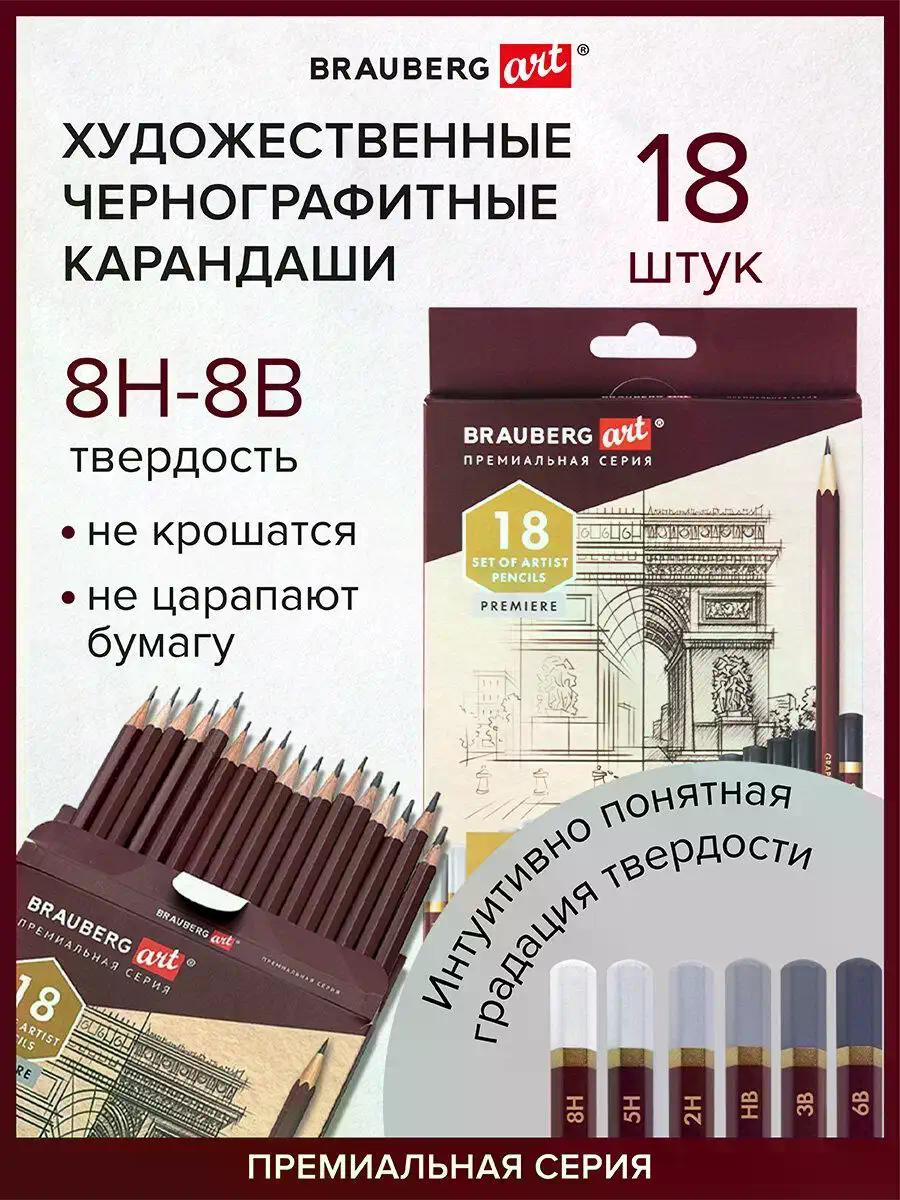 BRAUBERG art ®
ХУДОЖЕСТВЕННЫЕ
ЧЕРНОГРАФИТНЫЕ
КАРАНДАШИ
18
штук
8H-8B
твердость
• не крошатся
• не царапают
бумагу
BRAUBERG art ®
ПРЕМИАЛЬНАЯ СЕРИЯ
18
SET OF ARTIST
PENCILS
PREMIERE
GRAP
BRAUBERG art
ПРЕМИАЛЬНАЯ СЕРИЯ
BRAUBERG art ®
ПРЕМИАЛЬНАЯ СЕРИЯ
18
ARTIST
Интуитивно понятная
градация твердости
8H
5H
2H
HB
3B
6B
ПРЕМИАЛЬНАЯ СЕРИЯ